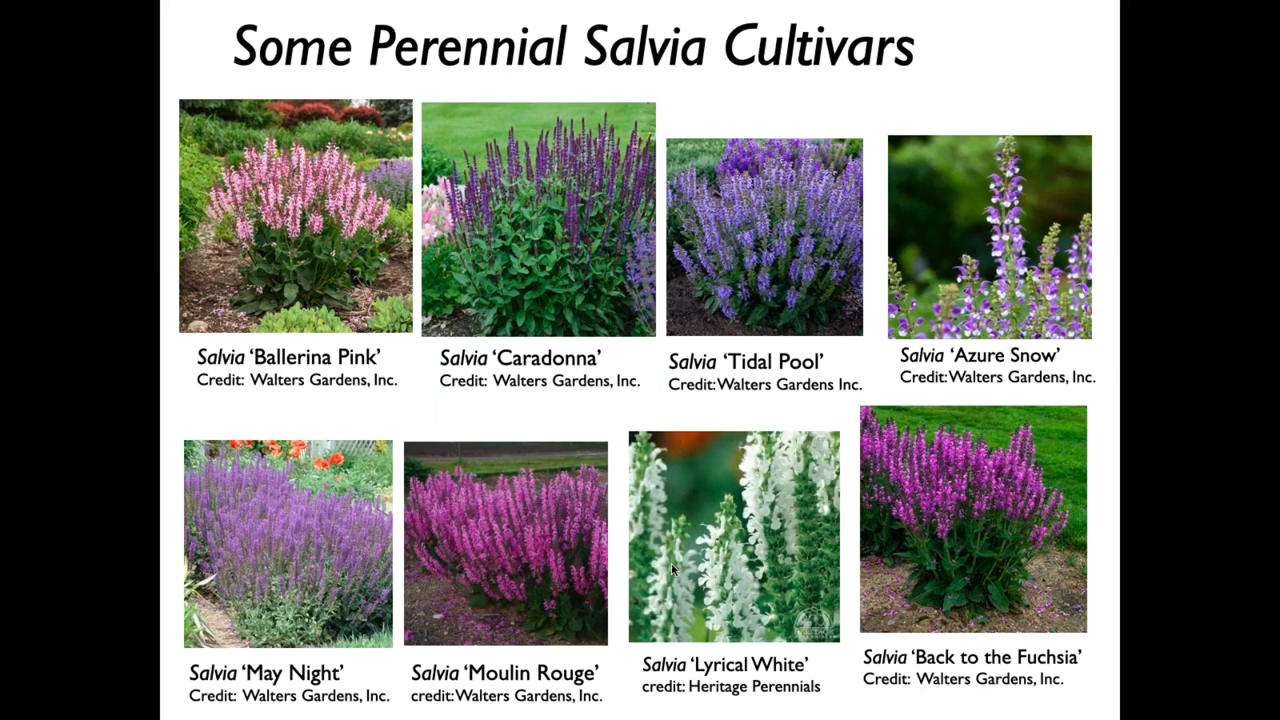 Some Perennial Salvia Cultivars
Salvia ‘Ballerina Pink’
Credit: Walters Gardens, Inc.
Salvia ‘Caradonna’
Credit: Walters Gardens, Inc.
Salvia ‘Tidal Pool’
Credit: Walters Gardens Inc.
Salvia ‘Azure Snow’
Credit: Walters Gardens, Inc.
Salvia ‘May Night’
Credit: Walters Gardens, Inc.
Salvia ‘Moulin Rouge’
credit: Walters Gardens, Inc.
Salvia ‘Lyrical White’
credit: Heritage Perennials
Salvia ‘Back to the Fuchsia’
Credit: Walters Gardens, Inc.